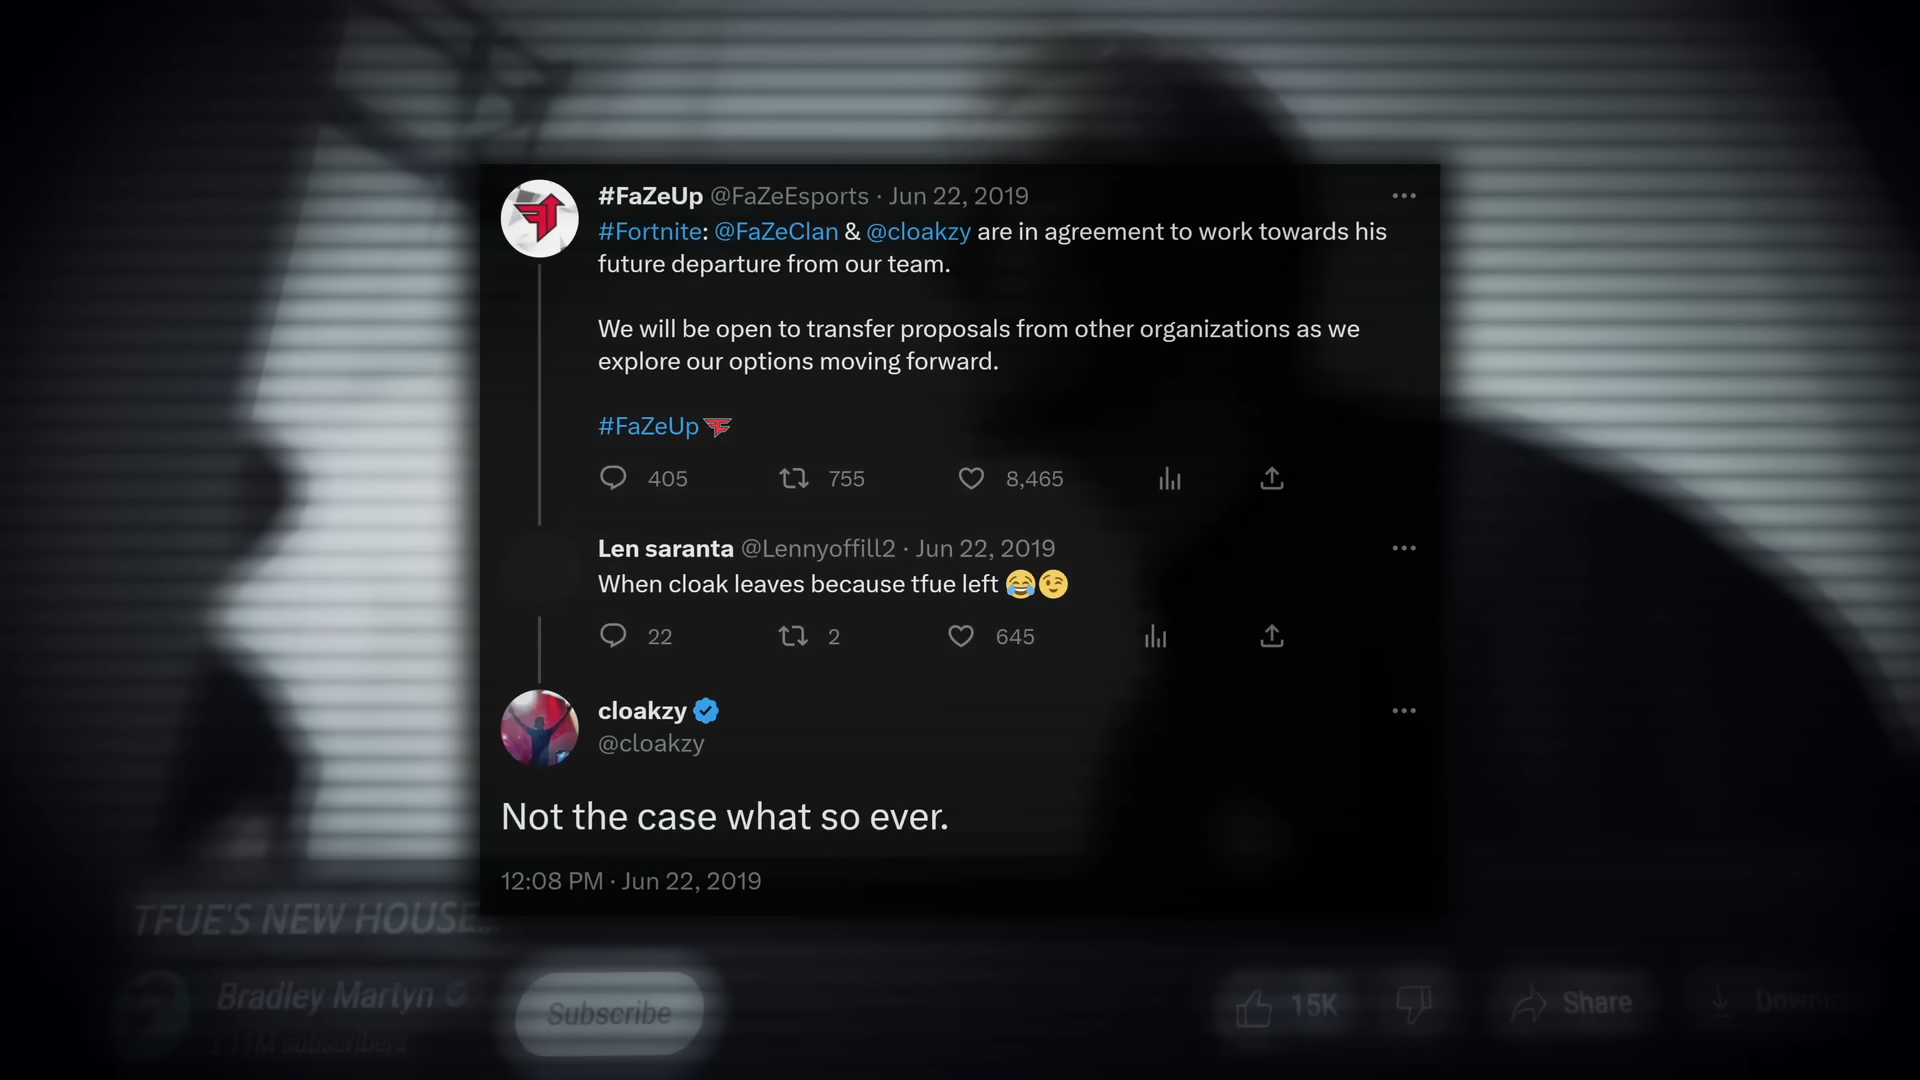 #FaZeUp @FaZeEsports · Jun 22, 2019
#Fortnite: @FaZeClan & @cloakzy are in agreement to work towards his
future departure from our team.
We will be open to transfer proposals from other organizations as we
explore our options moving forward.
#FaZeUp
405 755 8,465
Len saranta @Lennyoffill2 · Jun 22, 2019
When cloak leaves because tfue left 😂😉
22 2 645
cloakzy
@cloakzy
Not the case what so ever.
12:08 PM · Jun 22, 2019
TFUE'S NEW HOUSE...
Bradley Martyn
subscribers
Subscribe
15K
Share